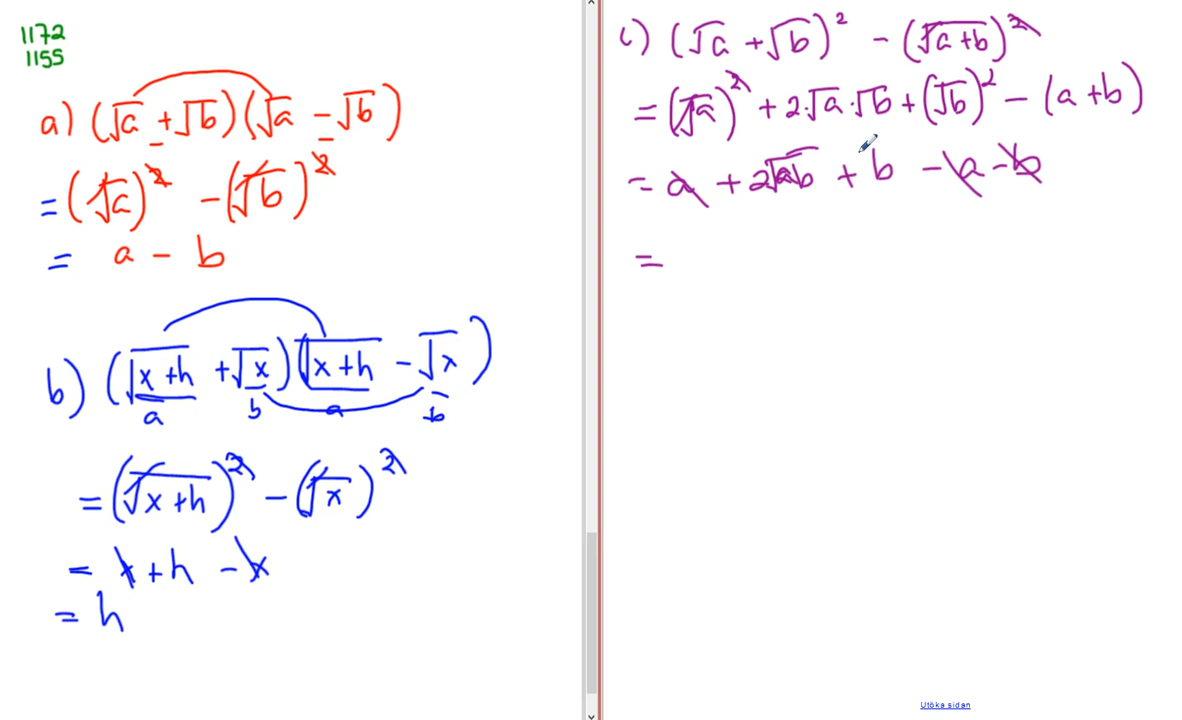 1172
1155
a) (√a + √b)(√a − √b)
= (√a)² − (√b)²
= a − b
b) (√x+h + √x)(√x+h − √x)
a b a b
= (√x+h)² − (√x)²
= x + h − x
= h
c) (√a + √b)² − (√a+b)²
= (√a)² + 2·√a·√b + (√b)² − (a+b)
= a + 2√ab + b − a − b
=
Utöka sidan